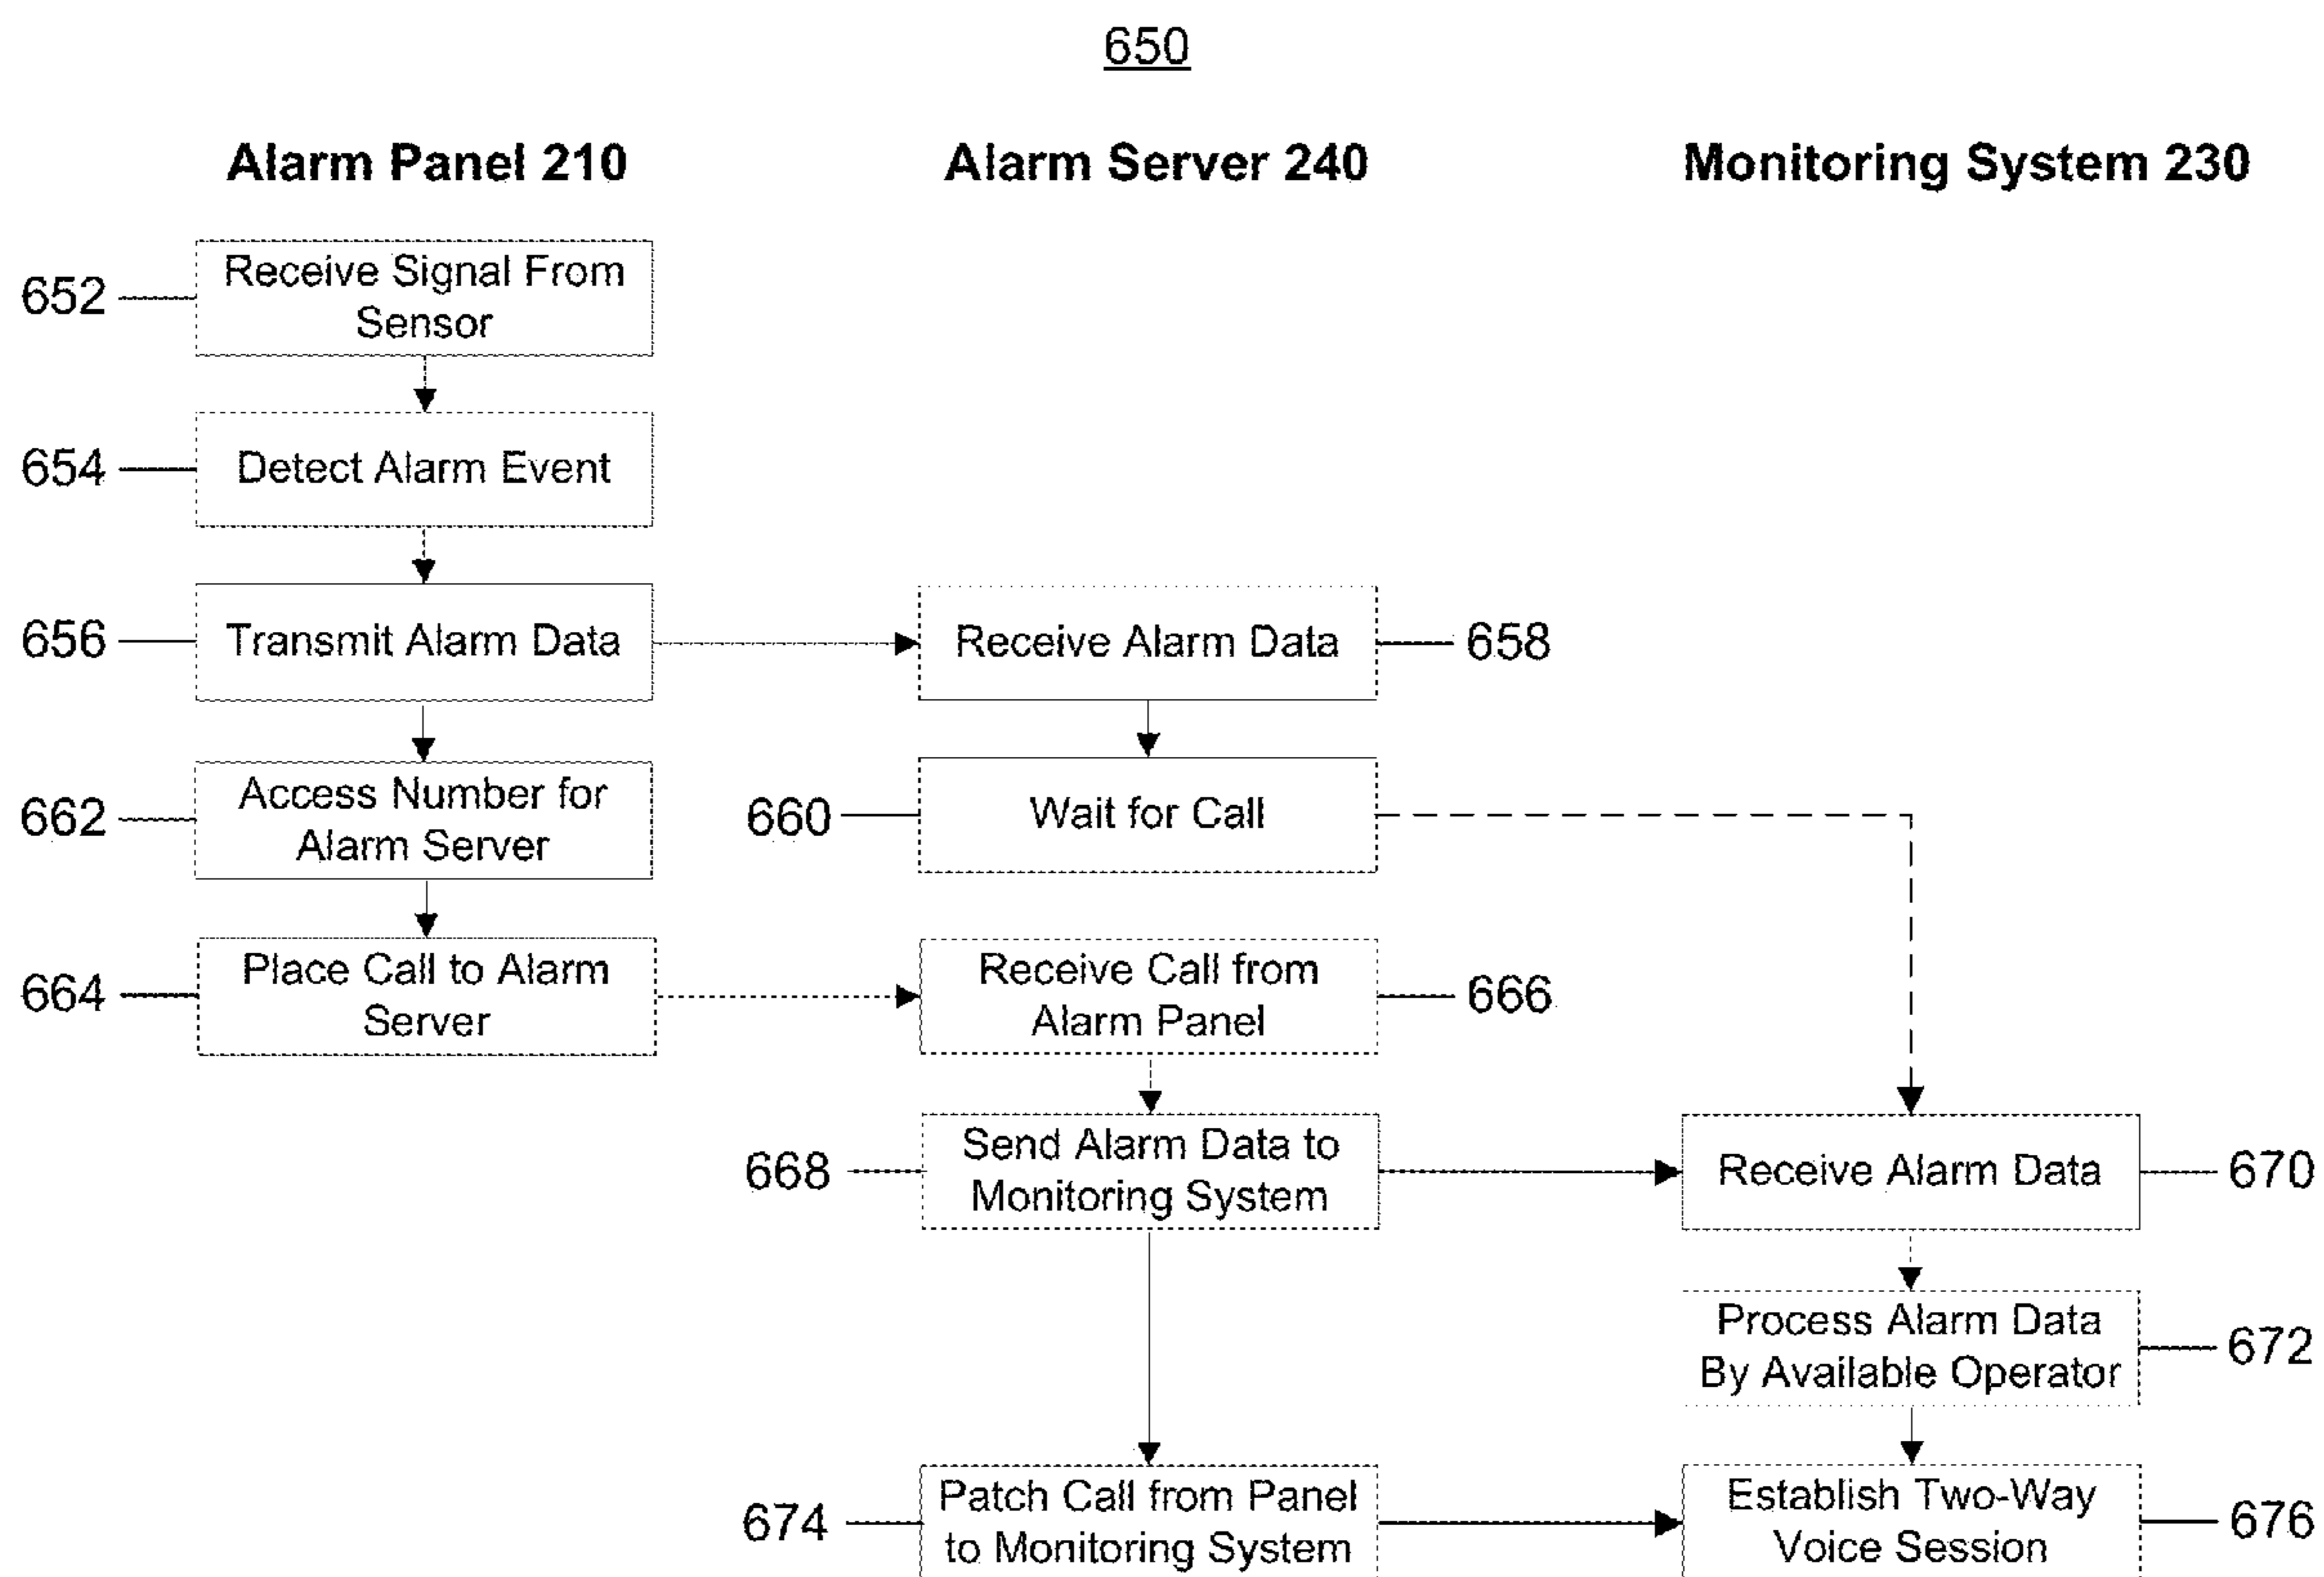 650
Alarm Panel 210
Alarm Server 240
Monitoring System 230
652
Receive Signal From
Sensor
654
Detect Alarm Event
656
Transmit Alarm Data
Receive Alarm Data
658
662
Access Number for
Alarm Server
660
Wait for Call
664
Place Call to Alarm
Server
Receive Call from
Alarm Panel
666
668
Send Alarm Data to
Monitoring System
Receive Alarm Data
670
Process Alarm Data
By Available Operator
672
674
Patch Call from Panel
to Monitoring System
Establish Two-Way
Voice Session
676